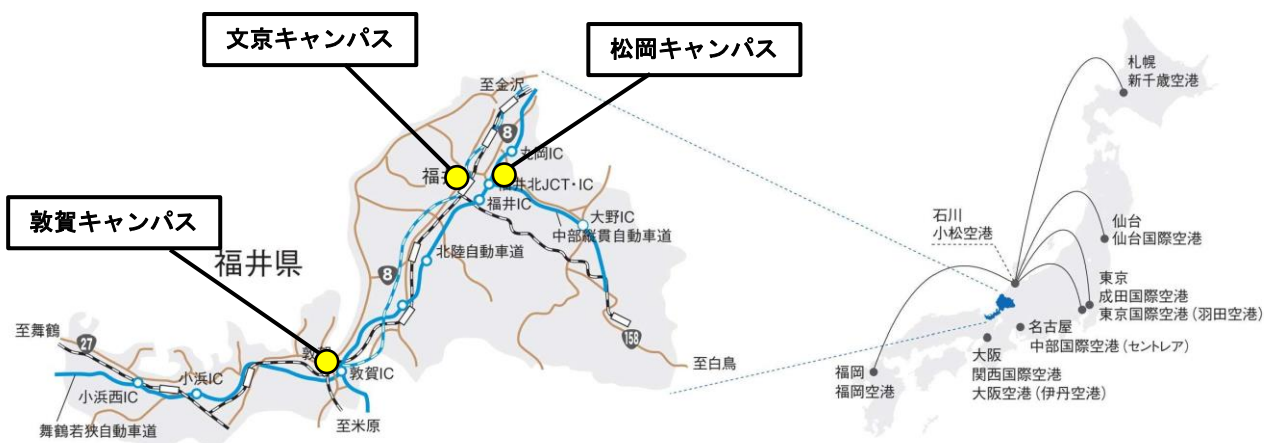 文京キャンパス
松岡キャンパス
敦賀キャンパス
福井県
至金沢
8
丸岡IC
福
福井北JCT・IC
福井IC
大野IC
中部縦貫自動車道
北陸自動車道
8
158
至白鳥
至舞鶴
27
敦賀IC
小浜IC
小浜西IC
舞鶴若狭自動車道
至米原
札幌
新千歳空港
石川
小松空港
仙台
仙台国際空港
東京
成田国際空港
東京国際空港(羽田空港)
名古屋
中部国際空港(セントレア)
大阪
関西国際空港
大阪空港(伊丹空港)
福岡
福岡空港